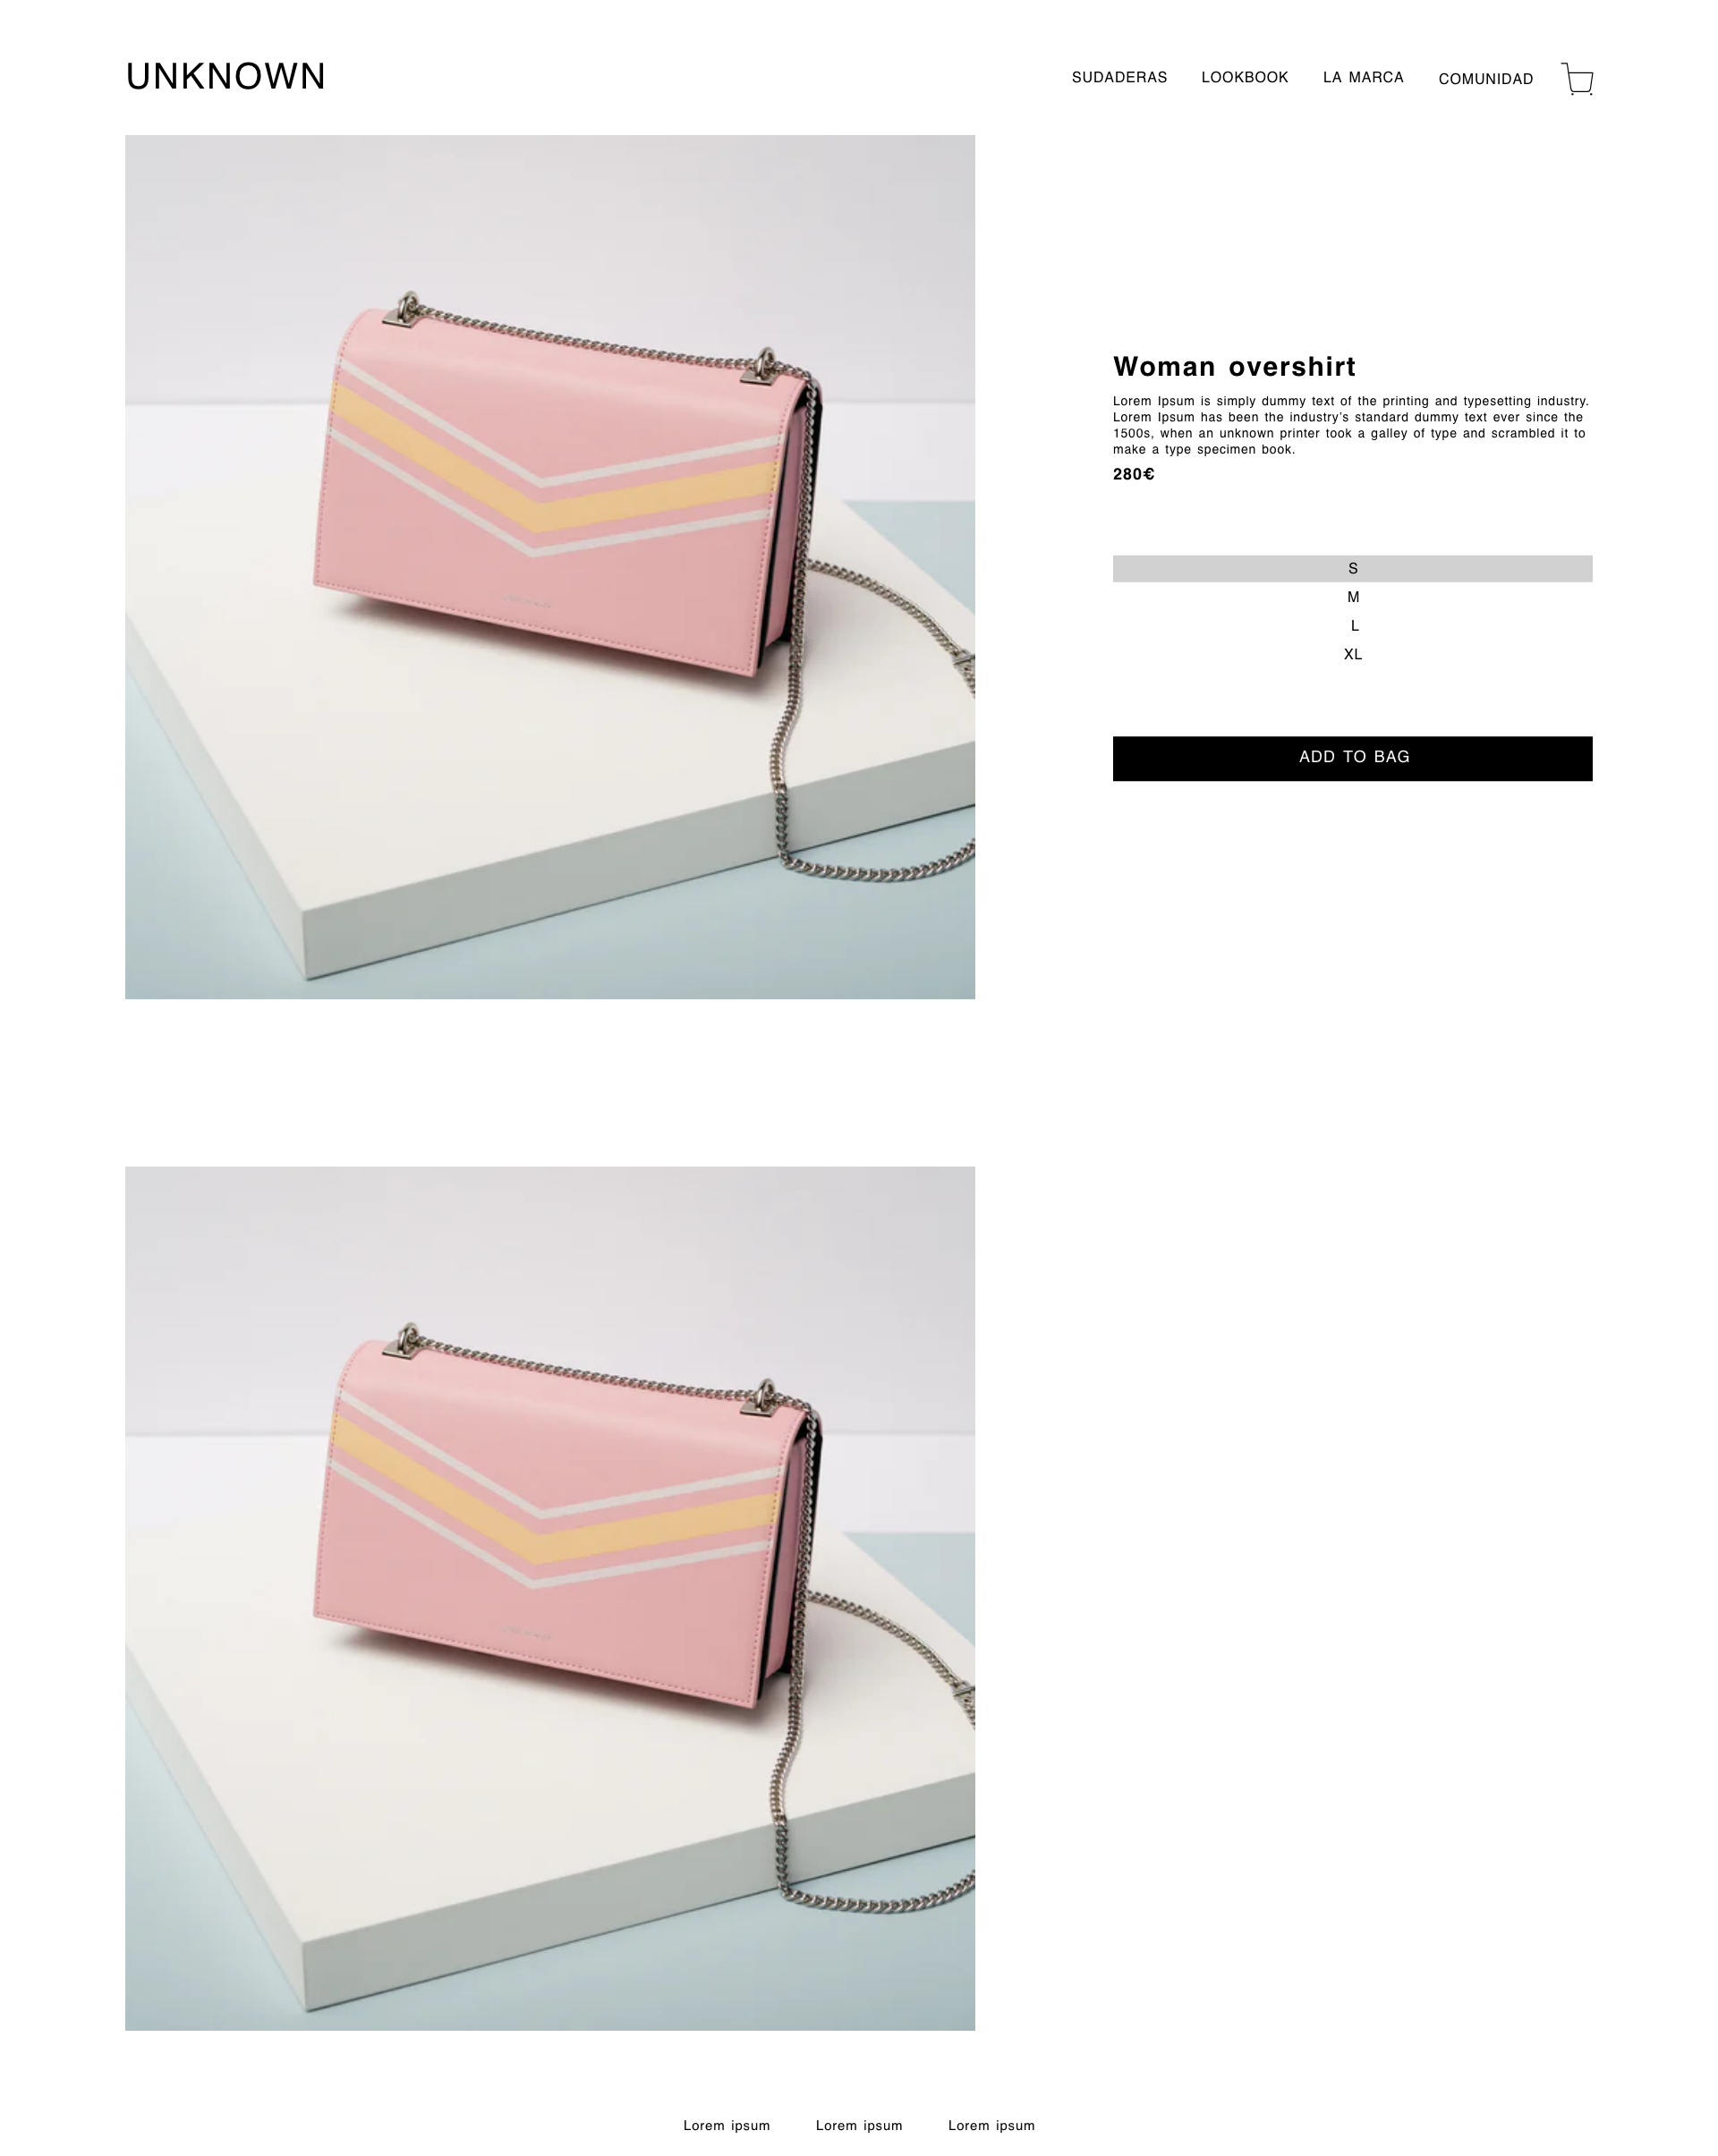 UNKNOWN
SUDADERAS LOOKBOOK LA MARCA COMUNIDAD
Woman overshirt
Lorem Ipsum is simply dummy text of the printing and typesetting industry.
Lorem Ipsum has been the industry's standard dummy text ever since the
1500s, when an unknown printer took a galley of type and scrambled it to
make a type specimen book.
280€
S
M
L
XL
ADD TO BAG
Lorem ipsum Lorem ipsum Lorem ipsum